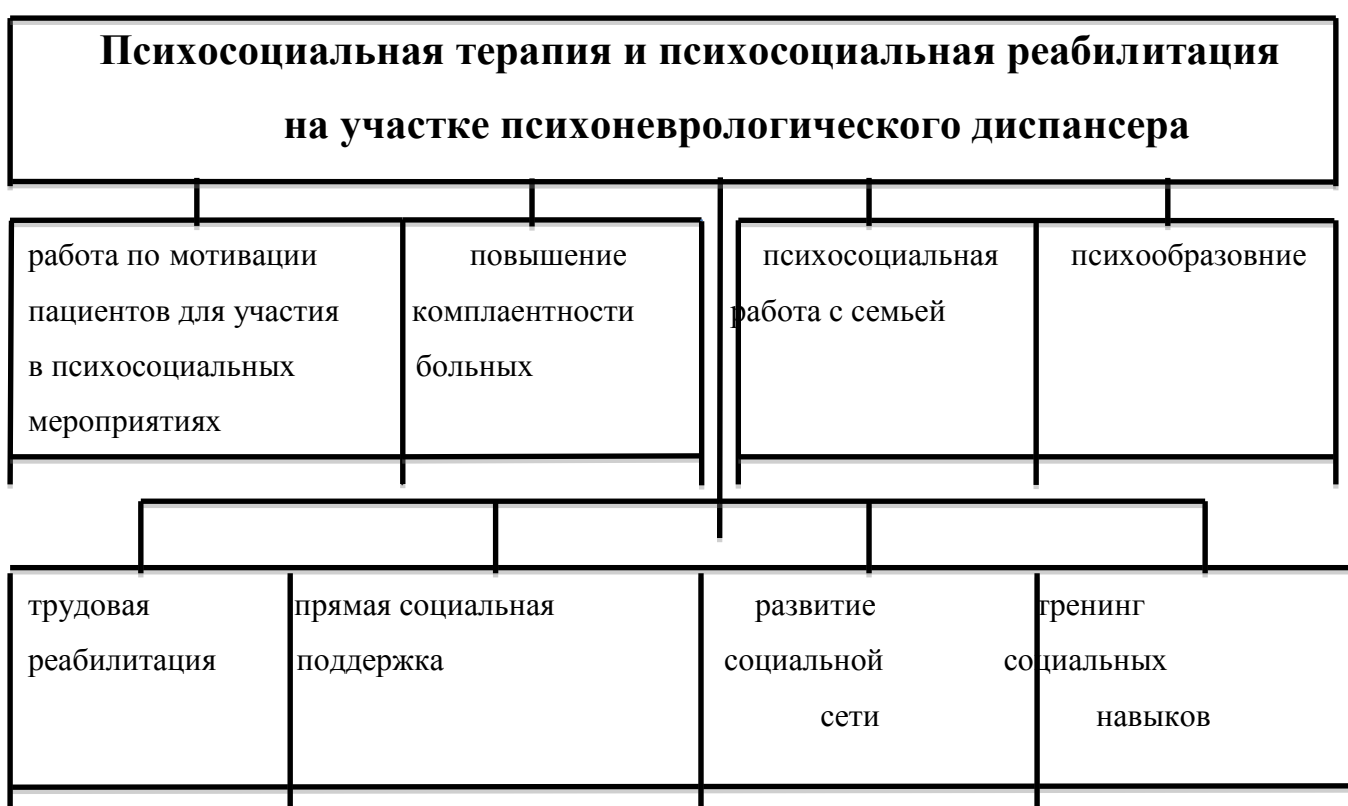 Психосоциальная терапия и психосоциальная реабилитация
на участке психоневрологического диспансера
работа по мотивации
пациентов для участия
в психосоциальных
мероприятиях
повышение
комплаентности
больных
психосоциальная
работа с семьей
психообразовние
трудовая
реабилитация
прямая социальная
поддержка
развитие
социальной
сети
тренинг
социальных
навыков